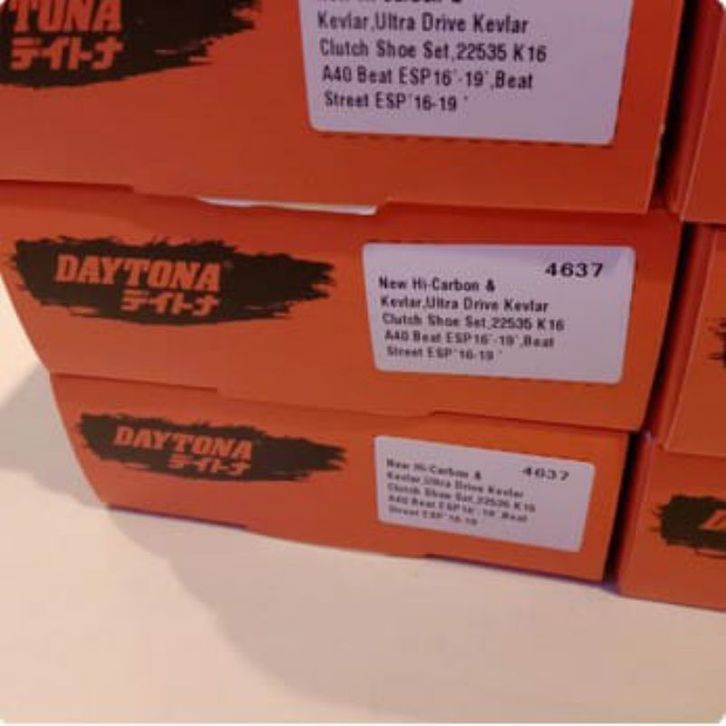 TONA
デイトナ
Kevlar,Ultra Drive Kevlar
Clutch Shoe Set,22535 K16
A40 Beat ESP16'-19',Beat
Street ESP'16-19 '
DAYTONA
デイトナ
4637
New Hi-Carbon &
Kevlar,Ultra Drive Kevlar
Clutch Shoe Set,22535 K16
A40 Beat ESP16'-19',Beat
Street ESP'16-19 '
DAYTONA
デイトナ
4637
New Hi-Carbon &
Kevlar,Ultra Drive Kevlar
Clutch Shoe Set,22535 K16
A40 Beat ESP16'-19',Beat
Street ESP'16-19